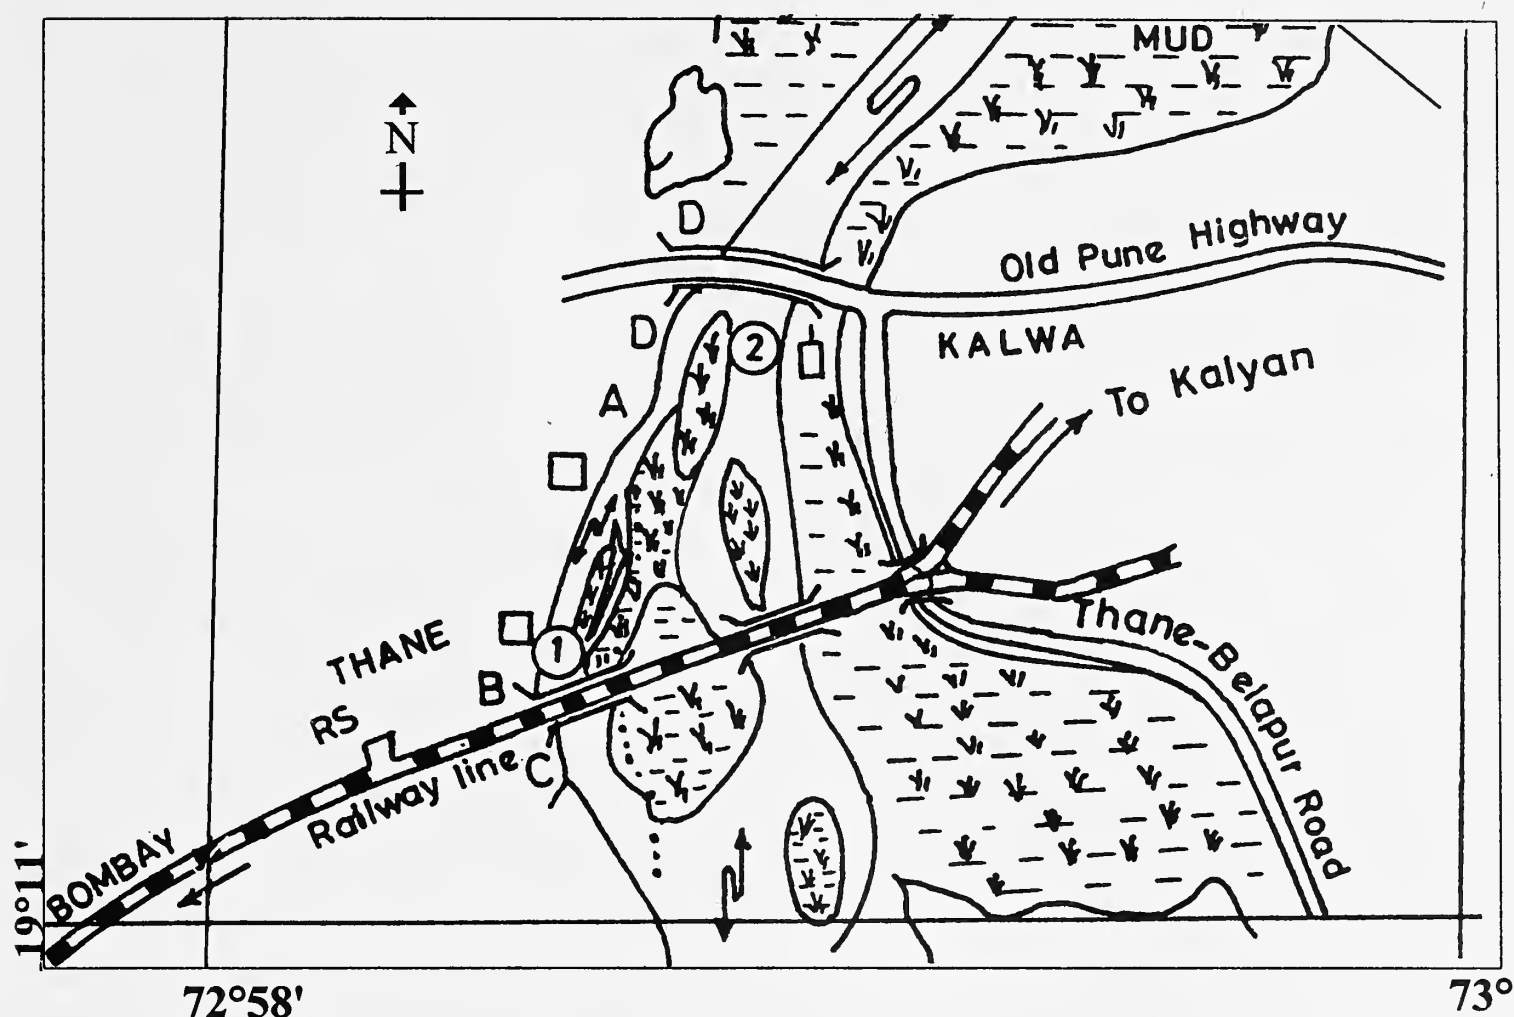 MUD
N
D
Old Pune Highway
D
2
KALWA
A
To Kalyan
1
THANE
B
RS
C
Railway line
Thane-Belapur Road
BOMBAY
19°11'
72°58'
73°